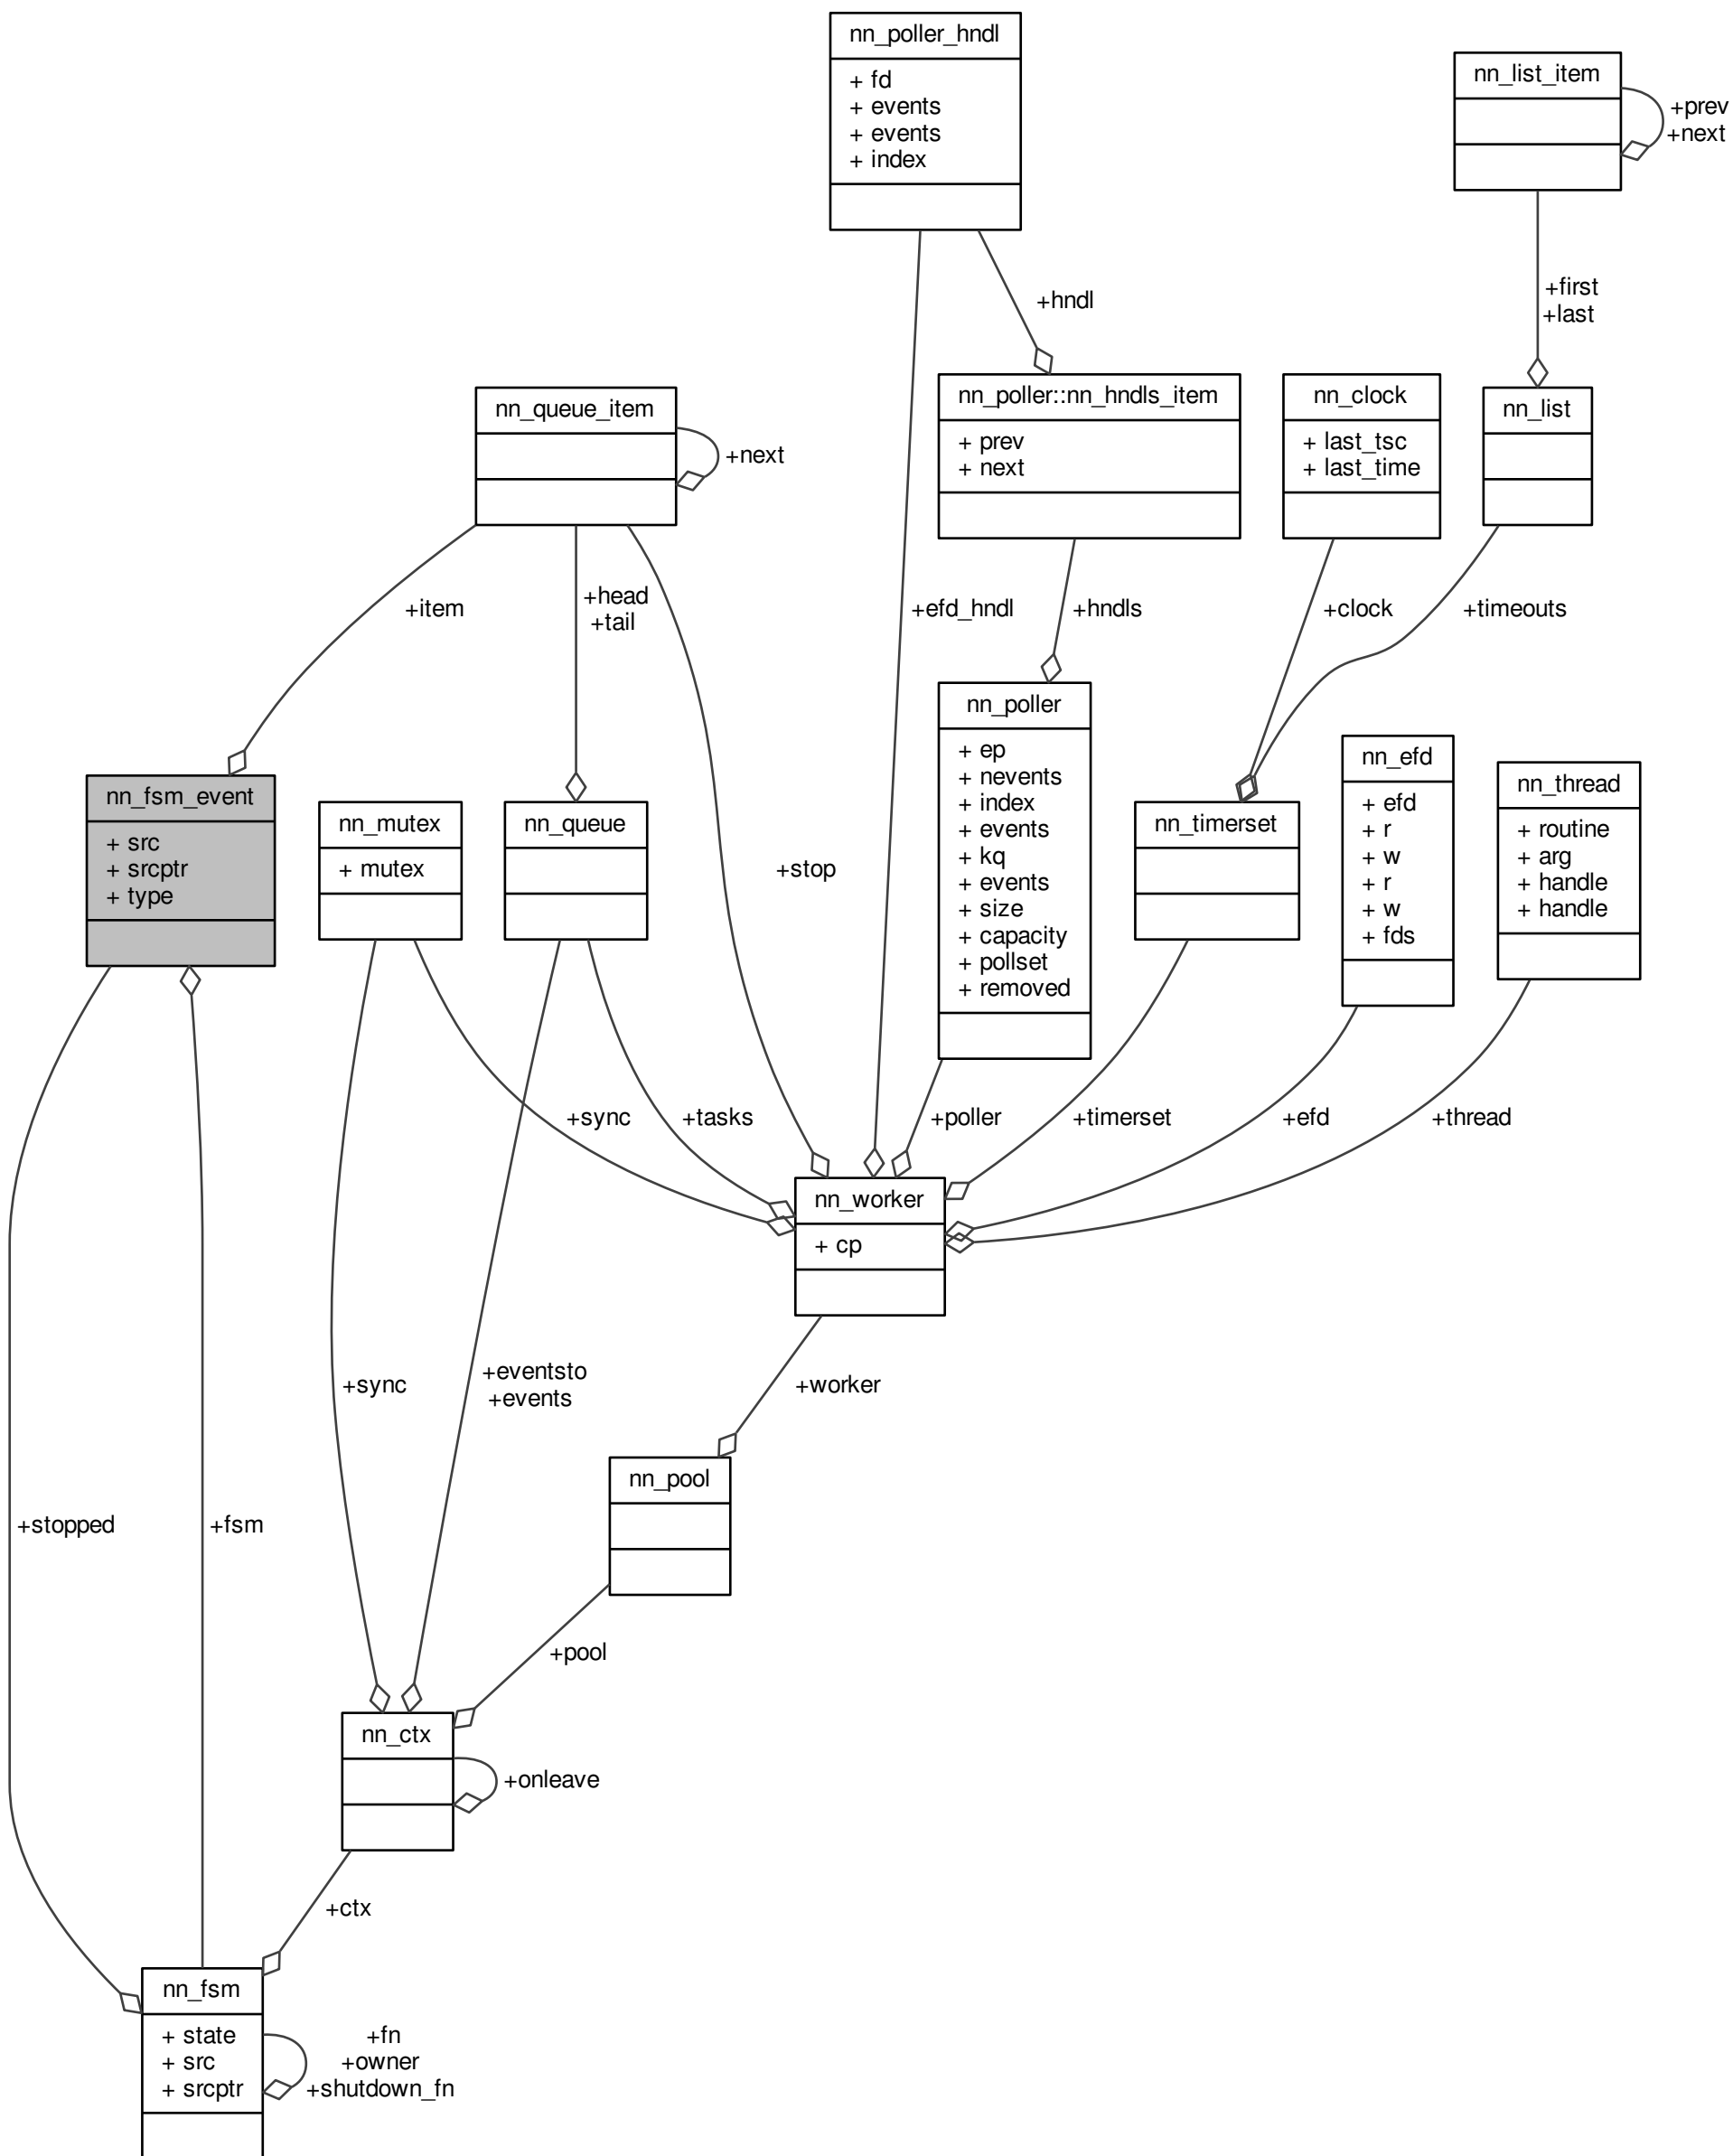 nn_poller_hndl
+ fd
+ events
+ events
+ index
nn_list_item
+prev
+next
+hndl
+first
+last
nn_queue_item
+next
nn_poller::nn_hndls_item
+ prev
+ next
nn_clock
+ last_tsc
+ last_time
nn_list
+item
+head
+tail
+efd_hndl
+hndls
+clock
+timeouts
nn_fsm_event
+ src
+ srcptr
+ type
nn_mutex
+ mutex
nn_queue
+stop
nn_poller
+ ep
+ nevents
+ index
+ events
+ kq
+ events
+ size
+ capacity
+ pollset
+ removed
nn_timerset
nn_efd
+ efd
+ r
+ w
+ r
+ w
+ fds
nn_thread
+ routine
+ arg
+ handle
+ handle
+sync
+tasks
+poller
+timerset
+efd
+thread
nn_worker
+ cp
+sync
+eventsto
+events
+worker
nn_pool
+stopped
+fsm
+pool
nn_ctx
+onleave
+ctx
nn_fsm
+ state
+ src
+ srcptr
+fn
+owner
+shutdown_fn